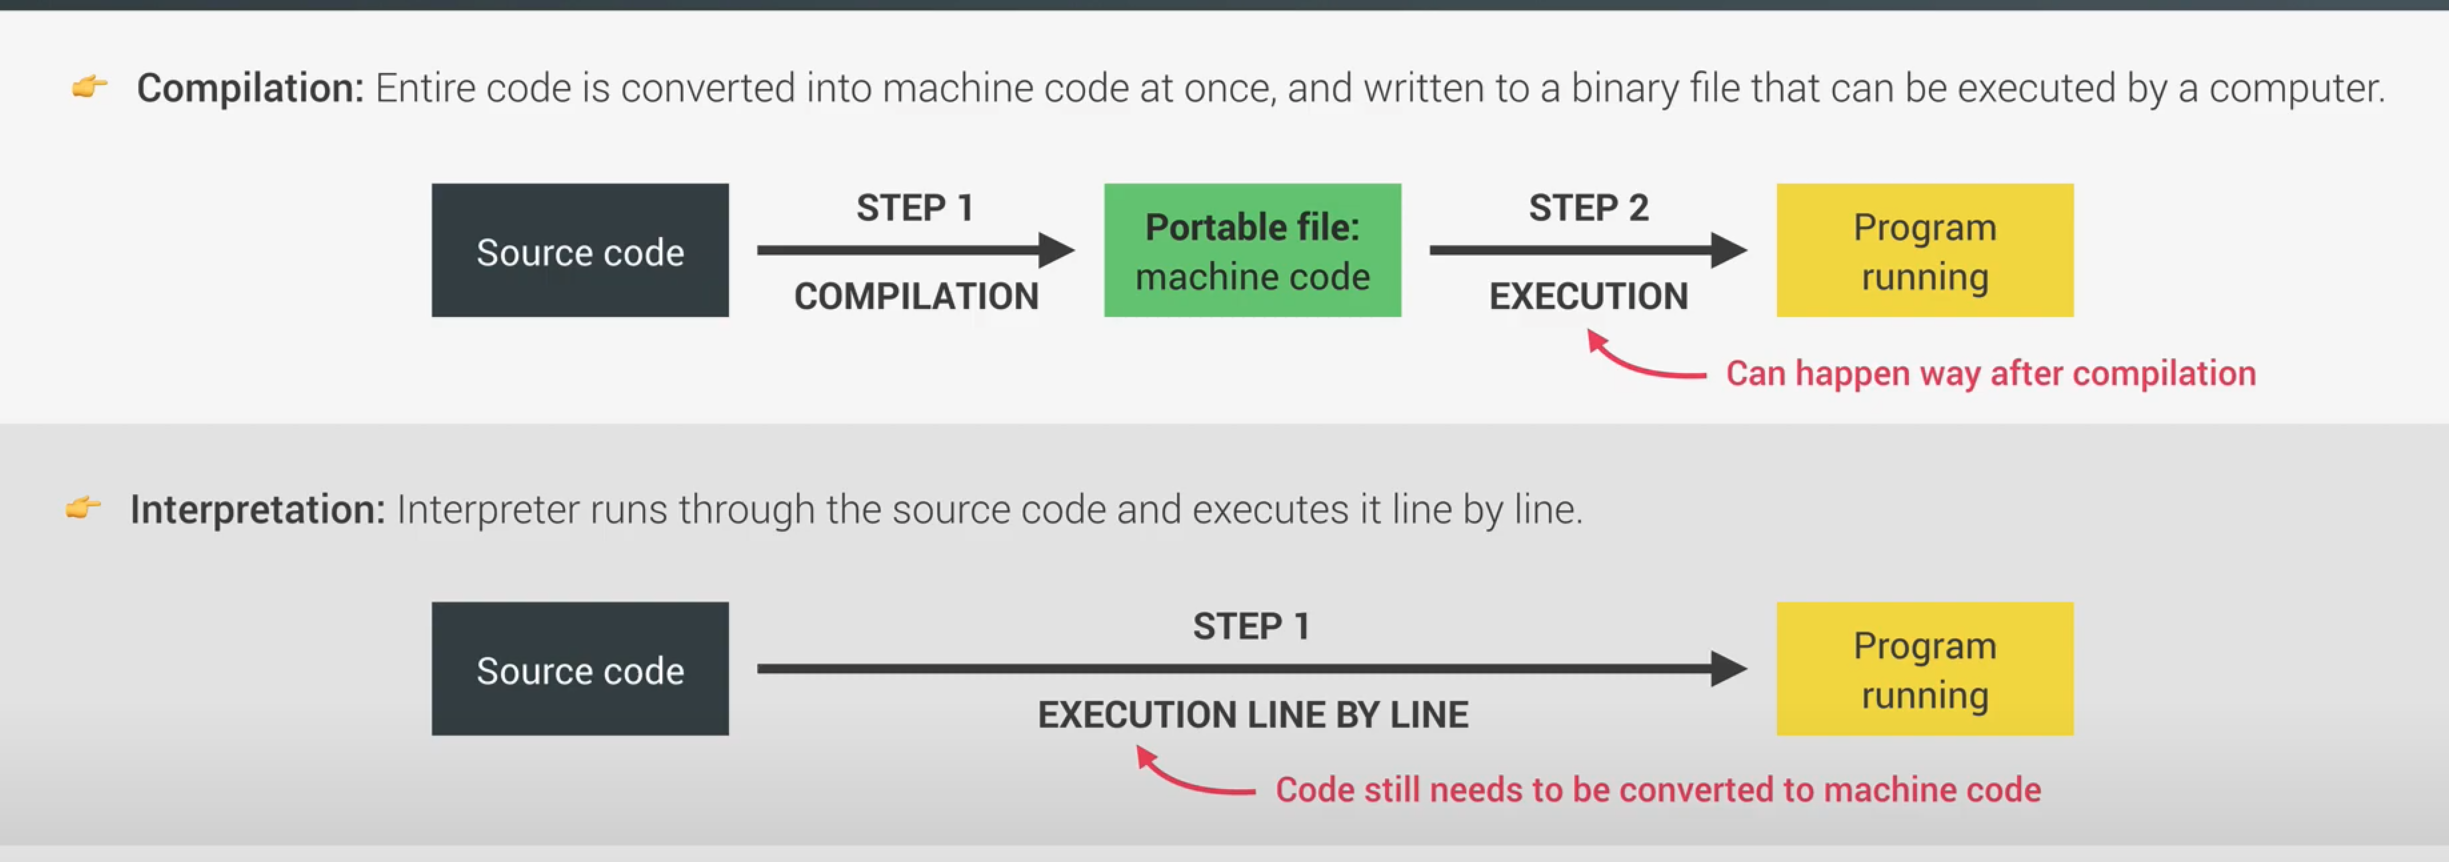 Compilation: Entire code is converted into machine code at once, and written to a binary file that can be executed by a computer.
Source code
STEP 1
COMPILATION
Portable file:
machine code
STEP 2
EXECUTION
Program
running
Can happen way after compilation
Interpretation: Interpreter runs through the source code and executes it line by line.
Source code
STEP 1
EXECUTION LINE BY LINE
Program
running
Code still needs to be converted to machine code